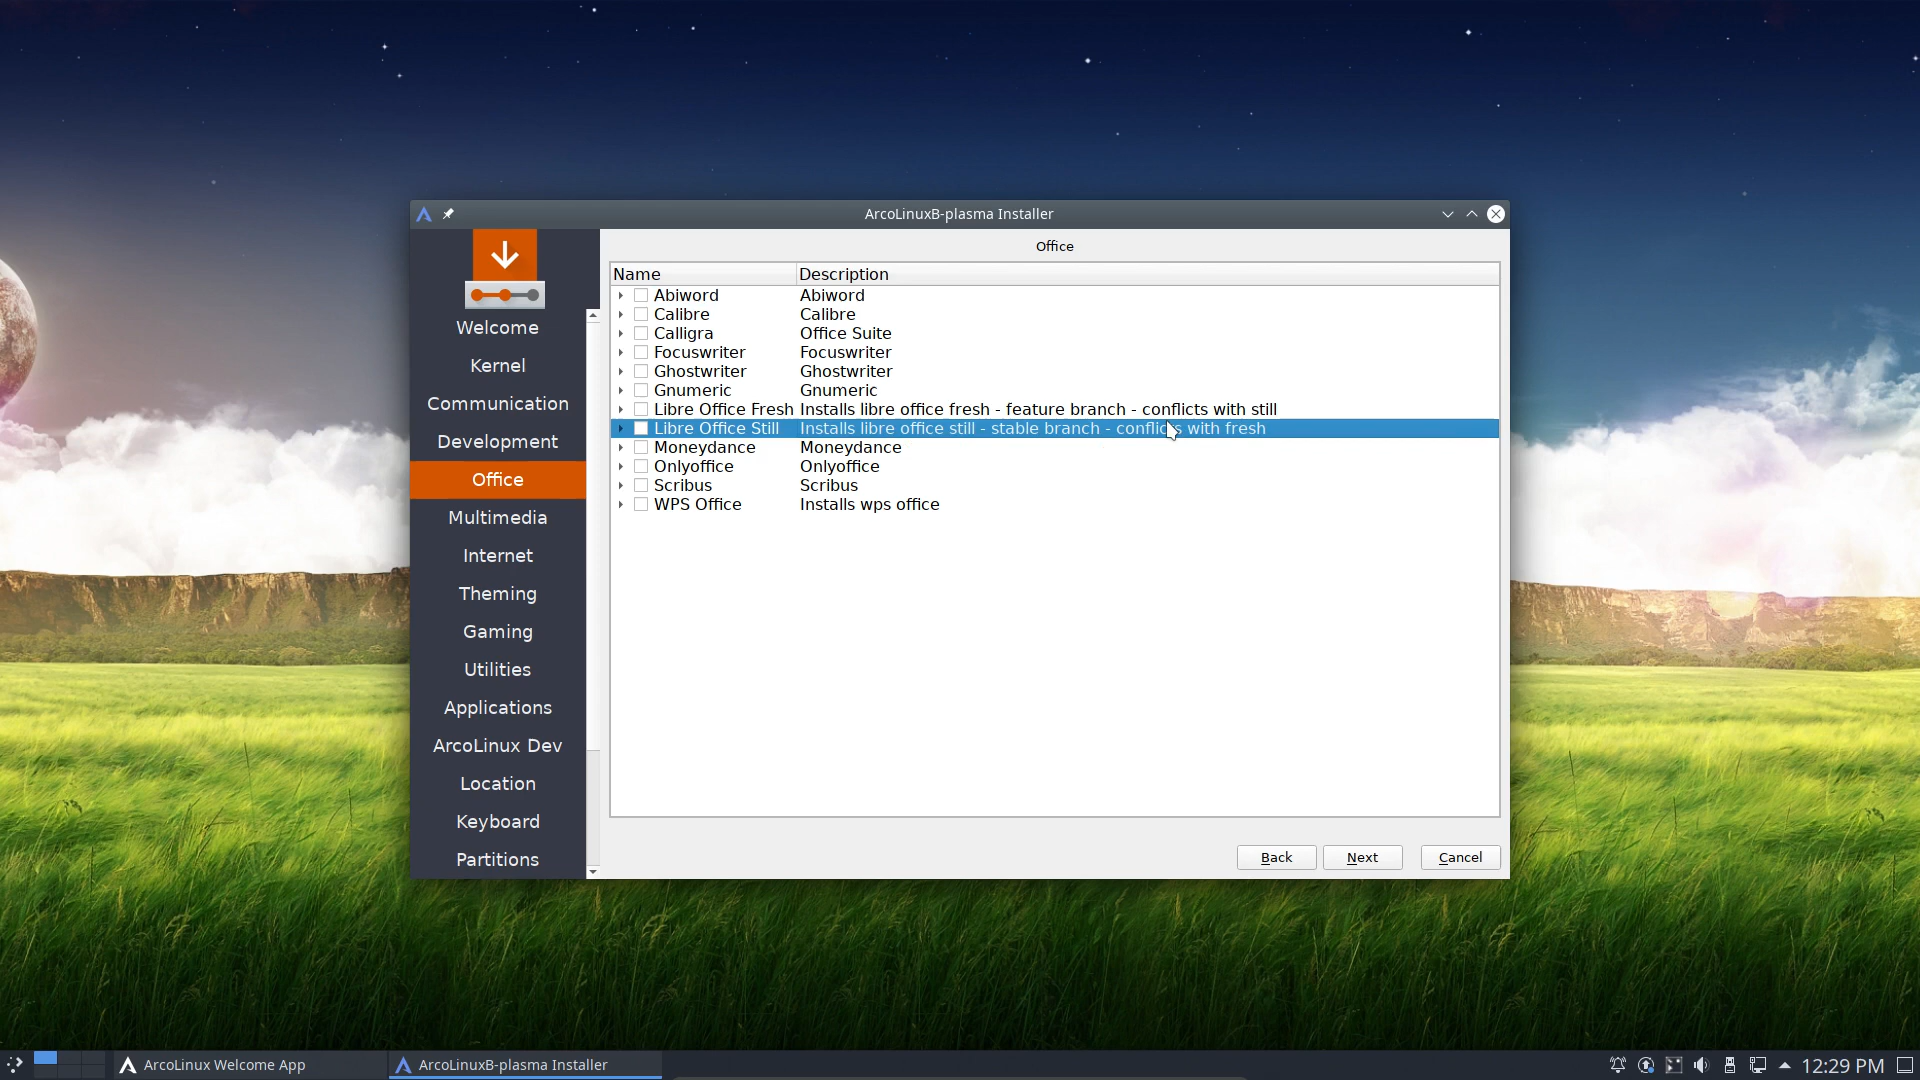 ArcoLinuxB-plasma Installer
Welcome
Kernel
Communication
Development
Office
Multimedia
Internet
Theming
Gaming
Utilities
Applications
ArcoLinux Dev
Location
Keyboard
Partitions
Office
Name Description
Abiword Abiword
Calibre Calibre
Calligra Office Suite
Focuswriter Focuswriter
Ghostwriter Ghostwriter
Gnumeric Gnumeric
Libre Office Fresh Installs libre office fresh - feature branch - conflicts with still
Libre Office Still Installs libre office still - stable branch - conflicts with fresh
Moneydance Moneydance
Onlyoffice Onlyoffice
Scribus Scribus
WPS Office Installs wps office
Back Next Cancel
ArcoLinux Welcome App ArcoLinuxB-plasma Installer 12:29 PM